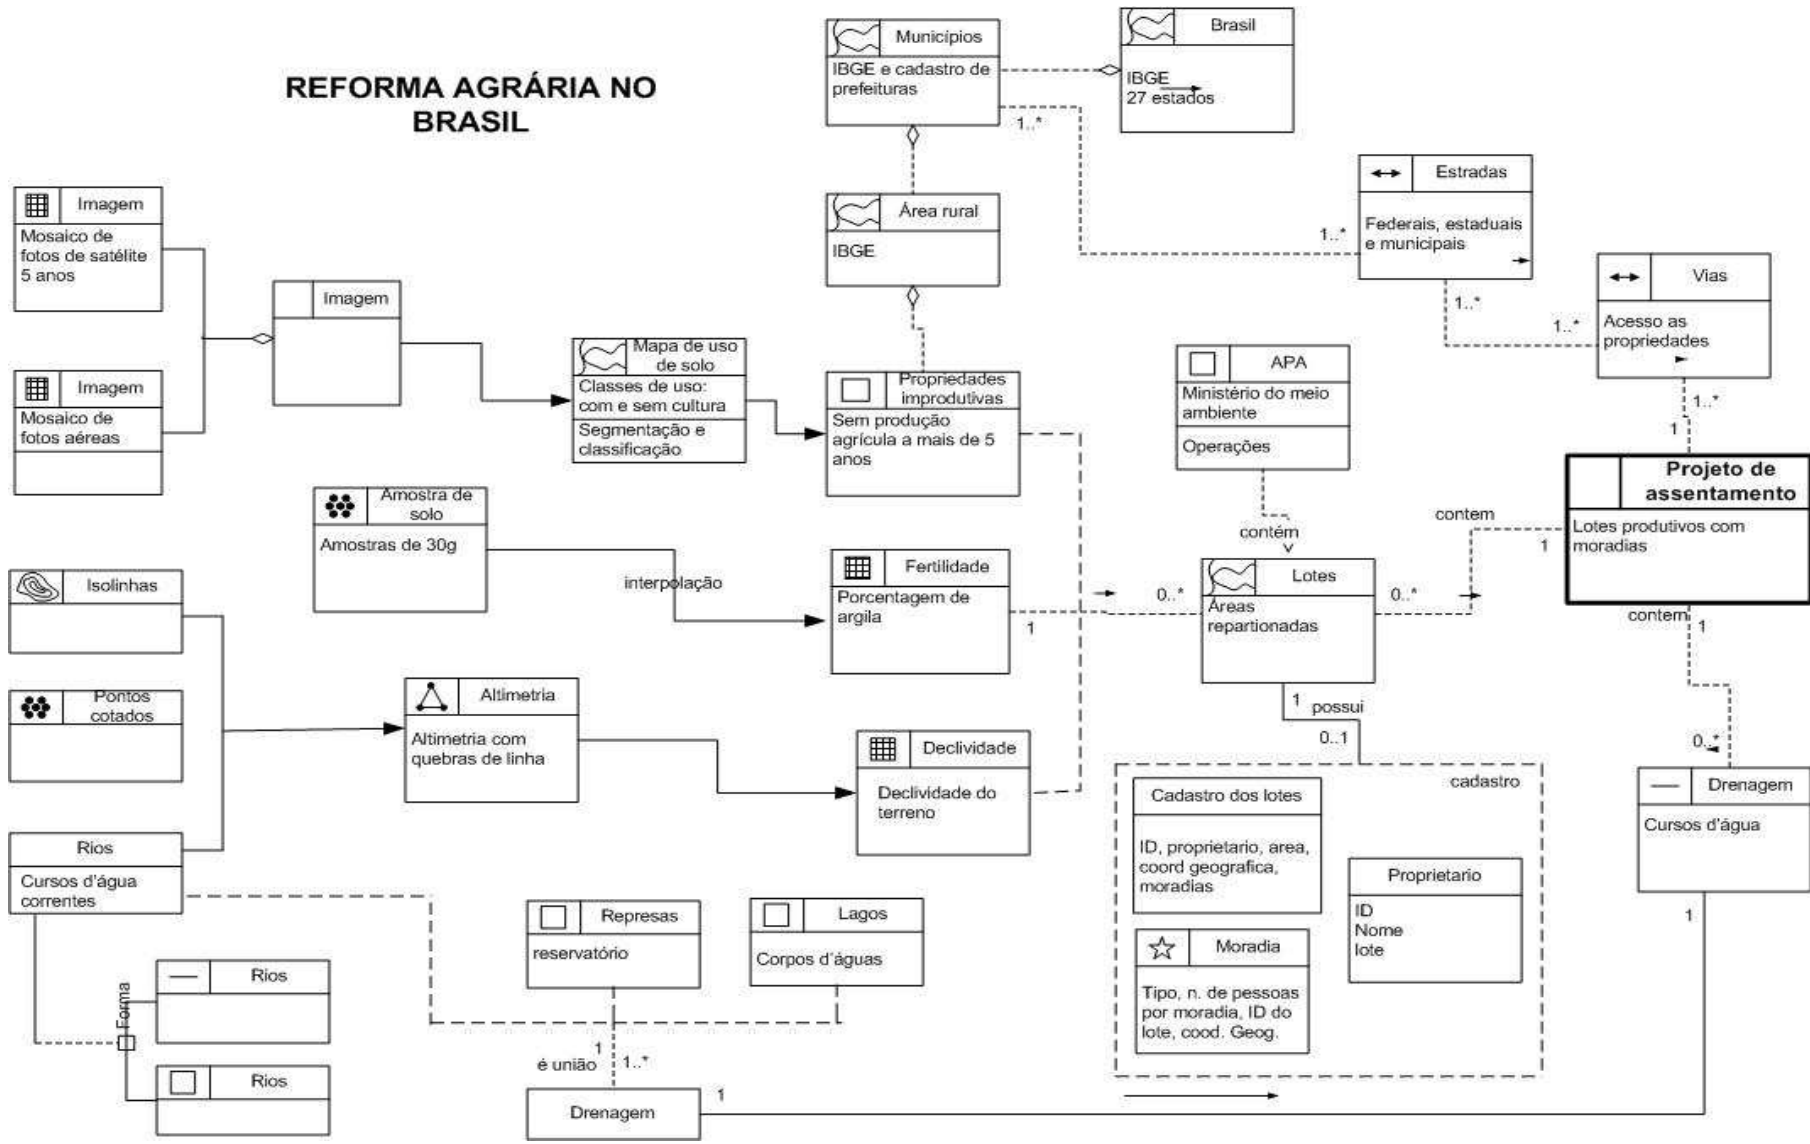 REFORMA AGRÁRIA NO
BRASIL
Municípios
IBGE e cadastro de
prefeituras
Brasil
IBGE
27 estados
1..*
Área rural
IBGE
Estradas
Federais, estaduais
e municipais
1..*
1..*
Vias
Acesso as
propriedades
1..*
1..*
1
Imagem
Mosaico de
fotos de satélite
5 anos
Imagem
Imagem
Mosaico de
fotos aéreas
Mapa de uso
de solo
Classes de uso:
com e sem cultura
Segmentação e
classificação
Propriedades
improdutivas
Sem produção
agrícula a mais de 5
anos
APA
Ministério do meio
ambiente
Operações
contém
Projeto de
assentamento
Lotes produtivos com
moradias
contem
1
contem
1
Amostra de
solo
Amostras de 30g
interpolação
Fertilidade
Porcentagem de
argila
1
0..*
Lotes
Áreas
repartionadas
0..*
Isolinhas
Pontos
cotados
Altimetria
Altimetria com
quebras de linha
Declividade
Declividade do
terreno
1
possui
0..1
0..*
Drenagem
Cursos d'água
1
Rios
Cursos d'água
correntes
Forma
Rios
Rios
Represas
reservatório
Lagos
Corpos d'águas
1
é união
1..*
Drenagem
1
cadastro
Cadastro dos lotes
ID, proprietario, area,
coord geografica,
moradias
Proprietario
ID
Nome
lote
Moradia
Tipo, n. de pessoas
por moradia, ID do
lote, cood. Geog.